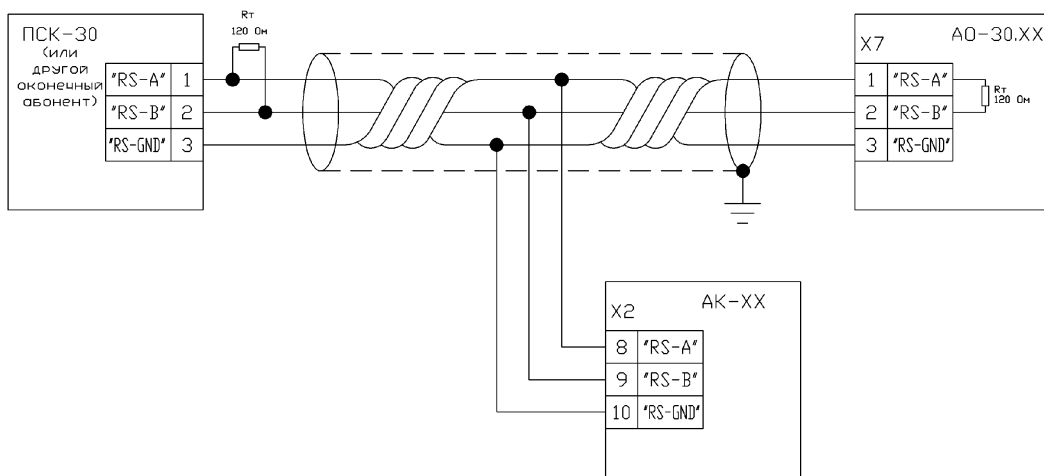 ПСК-30
(или
другой
оконечный
абонент)
"RS-A" 1
"RS-B" 2
"RS-GND" 3
Rт
120 Ом
X7
АО-30.XX
1 "RS-A"
2 "RS-B"
3 "RS-GND"
Rт
120 Ом
X2
АК-XX
8 "RS-A"
9 "RS-B"
10 "RS-GND"